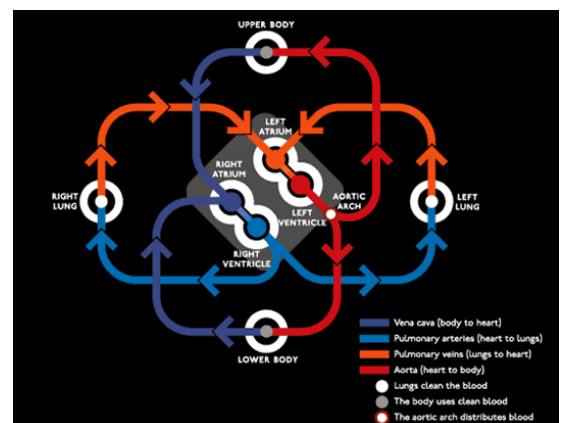 UPPER BODY
LEFT
ATRIUM
RIGHT
ATRIUM
RIGHT
LUNG
AORTIC
ARCH
LEFT
LUNG
LEFT
VENTRICLE
RIGHT
VENTRICLE
LOWER BODY
Vena cava (body to heart)
Pulmonary arteries (heart to lungs)
Pulmonary veins (lungs to heart)
Aorta (heart to body)
Lungs clean the blood
The body uses clean blood
The aortic arch distributes blood